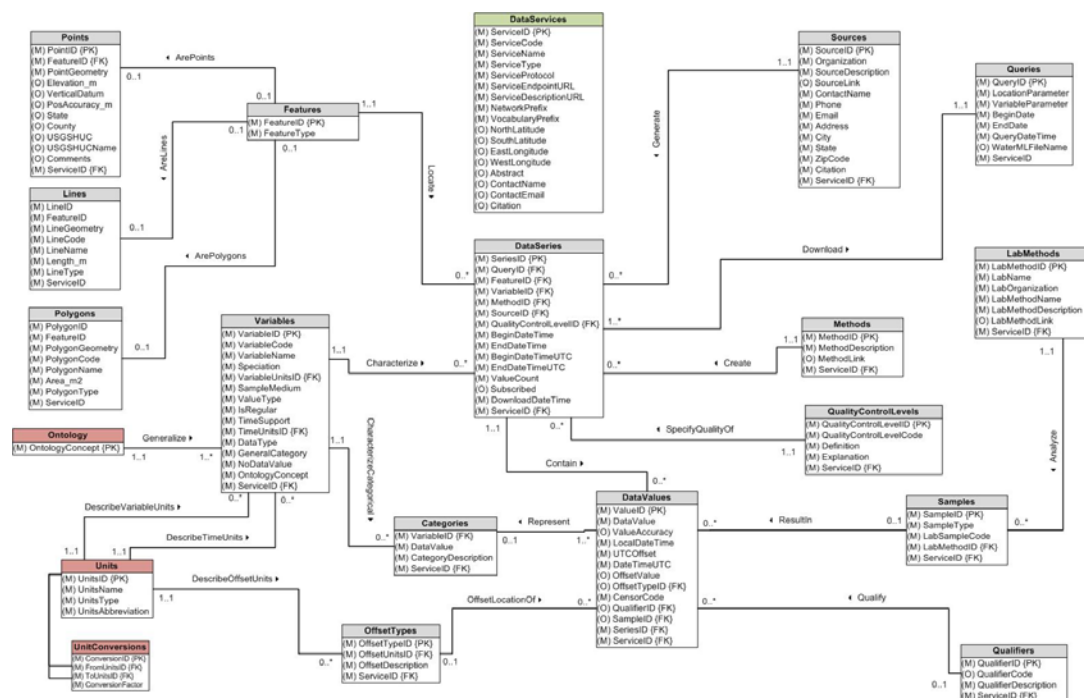 DataServices
(M) ServiceID {PK}
(M) ServiceCode
(M) ServiceName
(M) ServiceType
(M) ServiceProtocol
(M) ServiceEndpointURL
(M) ServiceDescriptionURL
(M) NetworkPrefix
(M) VocabularyPrefix
(O) NorthLatitude
(O) SouthLatitude
(O) EastLongitude
(O) WestLongitude
(O) Abstract
(O) ContactName
(O) ContactEmail
(O) Citation
Points
(M) PointID {PK}
(M) FeatureID {FK}
(M) PointGeometry
(O) Elevation_m
(O) VerticalDatum
(O) PosAccuracy_m
(O) State
(O) County
(O) USGSHUC
(O) USGSHUCName
(O) Comments
(M) ServiceID {FK}
ArePoints
0..1
0..1
Features
(M) FeatureID {PK}
(M) FeatureType
1..1
0..1
0..1
AreLines
Locate
Lines
(M) LineID
(M) FeatureID
(M) LineGeometry
(M) LineCode
(M) LineName
(M) Length_m
(M) LineType
(M) ServiceID
0..1
ArePolygons
Polygons
(M) PolygonID
(M) FeatureID
(M) PolygonGeometry
(M) PolygonCode
(M) PolygonName
(M) Area_m2
(M) PolygonType
(M) ServiceID
0..1
Sources
(M) SourceID {PK}
(M) Organization
(M) SourceDescription
(O) SourceLink
(M) ContactName
(M) Phone
(M) Email
(M) Address
(M) City
(M) State
(M) ZipCode
(M) Citation
(M) ServiceID {FK}
1..1
Generate
Queries
(M) QueryID {PK}
(M) LocationParameter
(M) VariableParameter
(M) BeginDate
(M) EndDate
(M) QueryDateTime
(O) WaterMLFileName
(M) ServiceID
1..1
Download
DataSeries
(M) SeriesID {PK}
(M) QueryID {FK}
(M) FeatureID {FK}
(M) VariableID {FK}
(M) MethodID {FK}
(M) SourceID {FK}
(M) QualityControlLevelID {FK}
(M) BeginDateTime
(M) EndDateTime
(M) BeginDateTimeUTC
(M) EndDateTimeUTC
(M) ValueCount
(O) Subscribed
(M) DownloadDateTime
(M) ServiceID {FK}
0..*
0..*
1..*
0..*
0..*
0..*
1..1
LabMethods
(M) LabMethodID {PK}
(M) LabName
(M) LabOrganization
(M) LabMethodName
(M) LabMethodDescription
(O) LabMethodLink
(M) ServiceID {FK}
1..1
Analyze
Methods
(M) MethodID {PK}
(M) MethodDescription
(O) MethodLink
(M) ServiceID {FK}
1..1
Create
QualityControlLevels
(M) QualityControlLevelID {PK}
(M) QualityControlLevelCode
(M) Definition
(M) Explanation
(M) ServiceID {FK}
1..1
SpecifyQualityOf
Variables
(M) VariableID {PK}
(M) VariableCode
(M) VariableName
(M) Speciation
(M) VariableUnitsID {FK}
(M) SampleMedium
(M) ValueType
(M) IsRegular
(M) TimeSupport
(M) TimeUnitsID {FK}
(M) DataType
(M) GeneralCategory
(M) NoDataValue
(M) OntologyConcept
(M) ServiceID {FK}
1..1
Characterize
1..1
CharacterizeCategorical
Ontology
(M) OntologyConcept {PK}
Generalize
1..1
1..*
0..*
0..*
DescribeVariableUnits
DescribeTimeUnits
1..1
1..1
Units
(M) UnitsID {PK}
(M) UnitsName
(M) UnitsType
(M) UnitsAbbreviation
1..1
DescribeOffsetUnits
UnitConversions
(M) ConversionID {PK}
(M) FromUnitsID {FK}
(M) ToUnitsID {FK}
(M) ConversionFactor
Categories
(M) VariableID {FK}
(M) DataValue
(M) CategoryDescription
(M) ServiceID {FK}
0..*
0..1
Represent
1..*
Contain
0..*
DataValues
(M) ValueID {PK}
(M) DataValue
(O) ValueAccuracy
(M) LocalDateTime
(M) UTCOffset
(M) DateTimeUTC
(O) OffsetValue
(O) OffsetTypeID {FK}
(M) CensorCode
(O) QualifierID {FK}
(O) SampleID {FK}
(M) SeriesID {FK}
(M) ServiceID {FK}
0..*
ResultIn
0..1
Samples
(M) SampleID {PK}
(M) SampleType
(M) LabSampleCode
(M) LabMethodID {FK}
(M) ServiceID {FK}
0..*
OffsetLocationOf
0..*
0..*
Qualify
OffsetTypes
(M) OffsetTypeID {PK}
(M) OffsetUnitsID {FK}
(M) OffsetDescription
(M) ServiceID {FK}
0..*
0..1
Qualifiers
(M) QualifierID {PK}
(O) QualifierCode
(M) QualifierDescription
(M) ServiceID {FK}
0..1